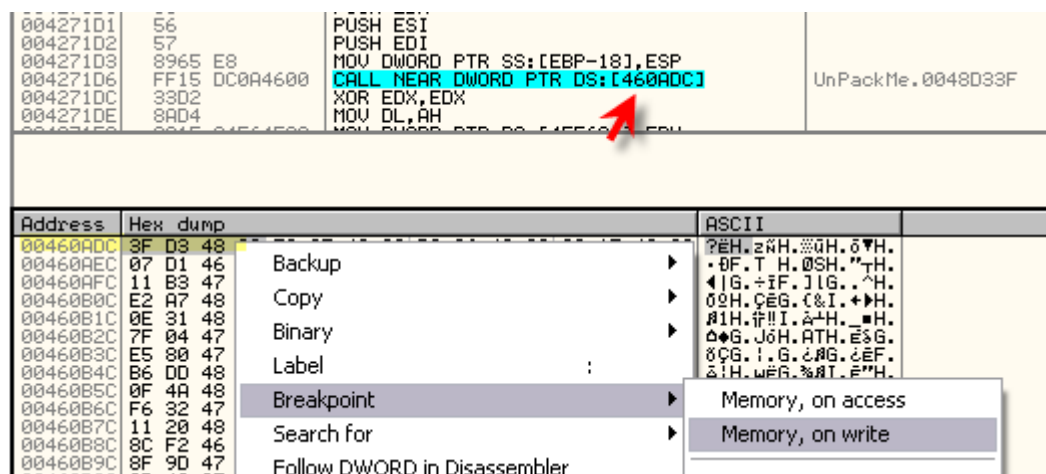 004271D1 56 PUSH ESI
004271D2 57 PUSH EDI
004271D3 8965 E8 MOV DWORD PTR SS:[EBP-18],ESP
004271D6 FF15 DC0A4600 CALL NEAR DWORD PTR DS:[460ADC] UnPackMe.0048D33F
004271DC 33D2 XOR EDX,EDX
004271DE 8AD4 MOV DL,AH
Address Hex dump ASCII
00460ADC 3F D3 48
00460AEC 07 D1 46
00460AFC 11 B3 47
00460B0C E2 A7 48
00460B1C 0E 31 48
00460B2C 7F 04 47
00460B3C E5 80 47
00460B4C B6 DD 48
00460B5C 0F 4A 48
00460B6C F6 32 47
00460B7C 11 20 48
00460B8C 8C F2 46
00460B9C 8F 9D 47
Backup
Copy
Binary
Label :
Breakpoint
Search for
Follow DWORD in Disassembler
Memory, on access
Memory, on write